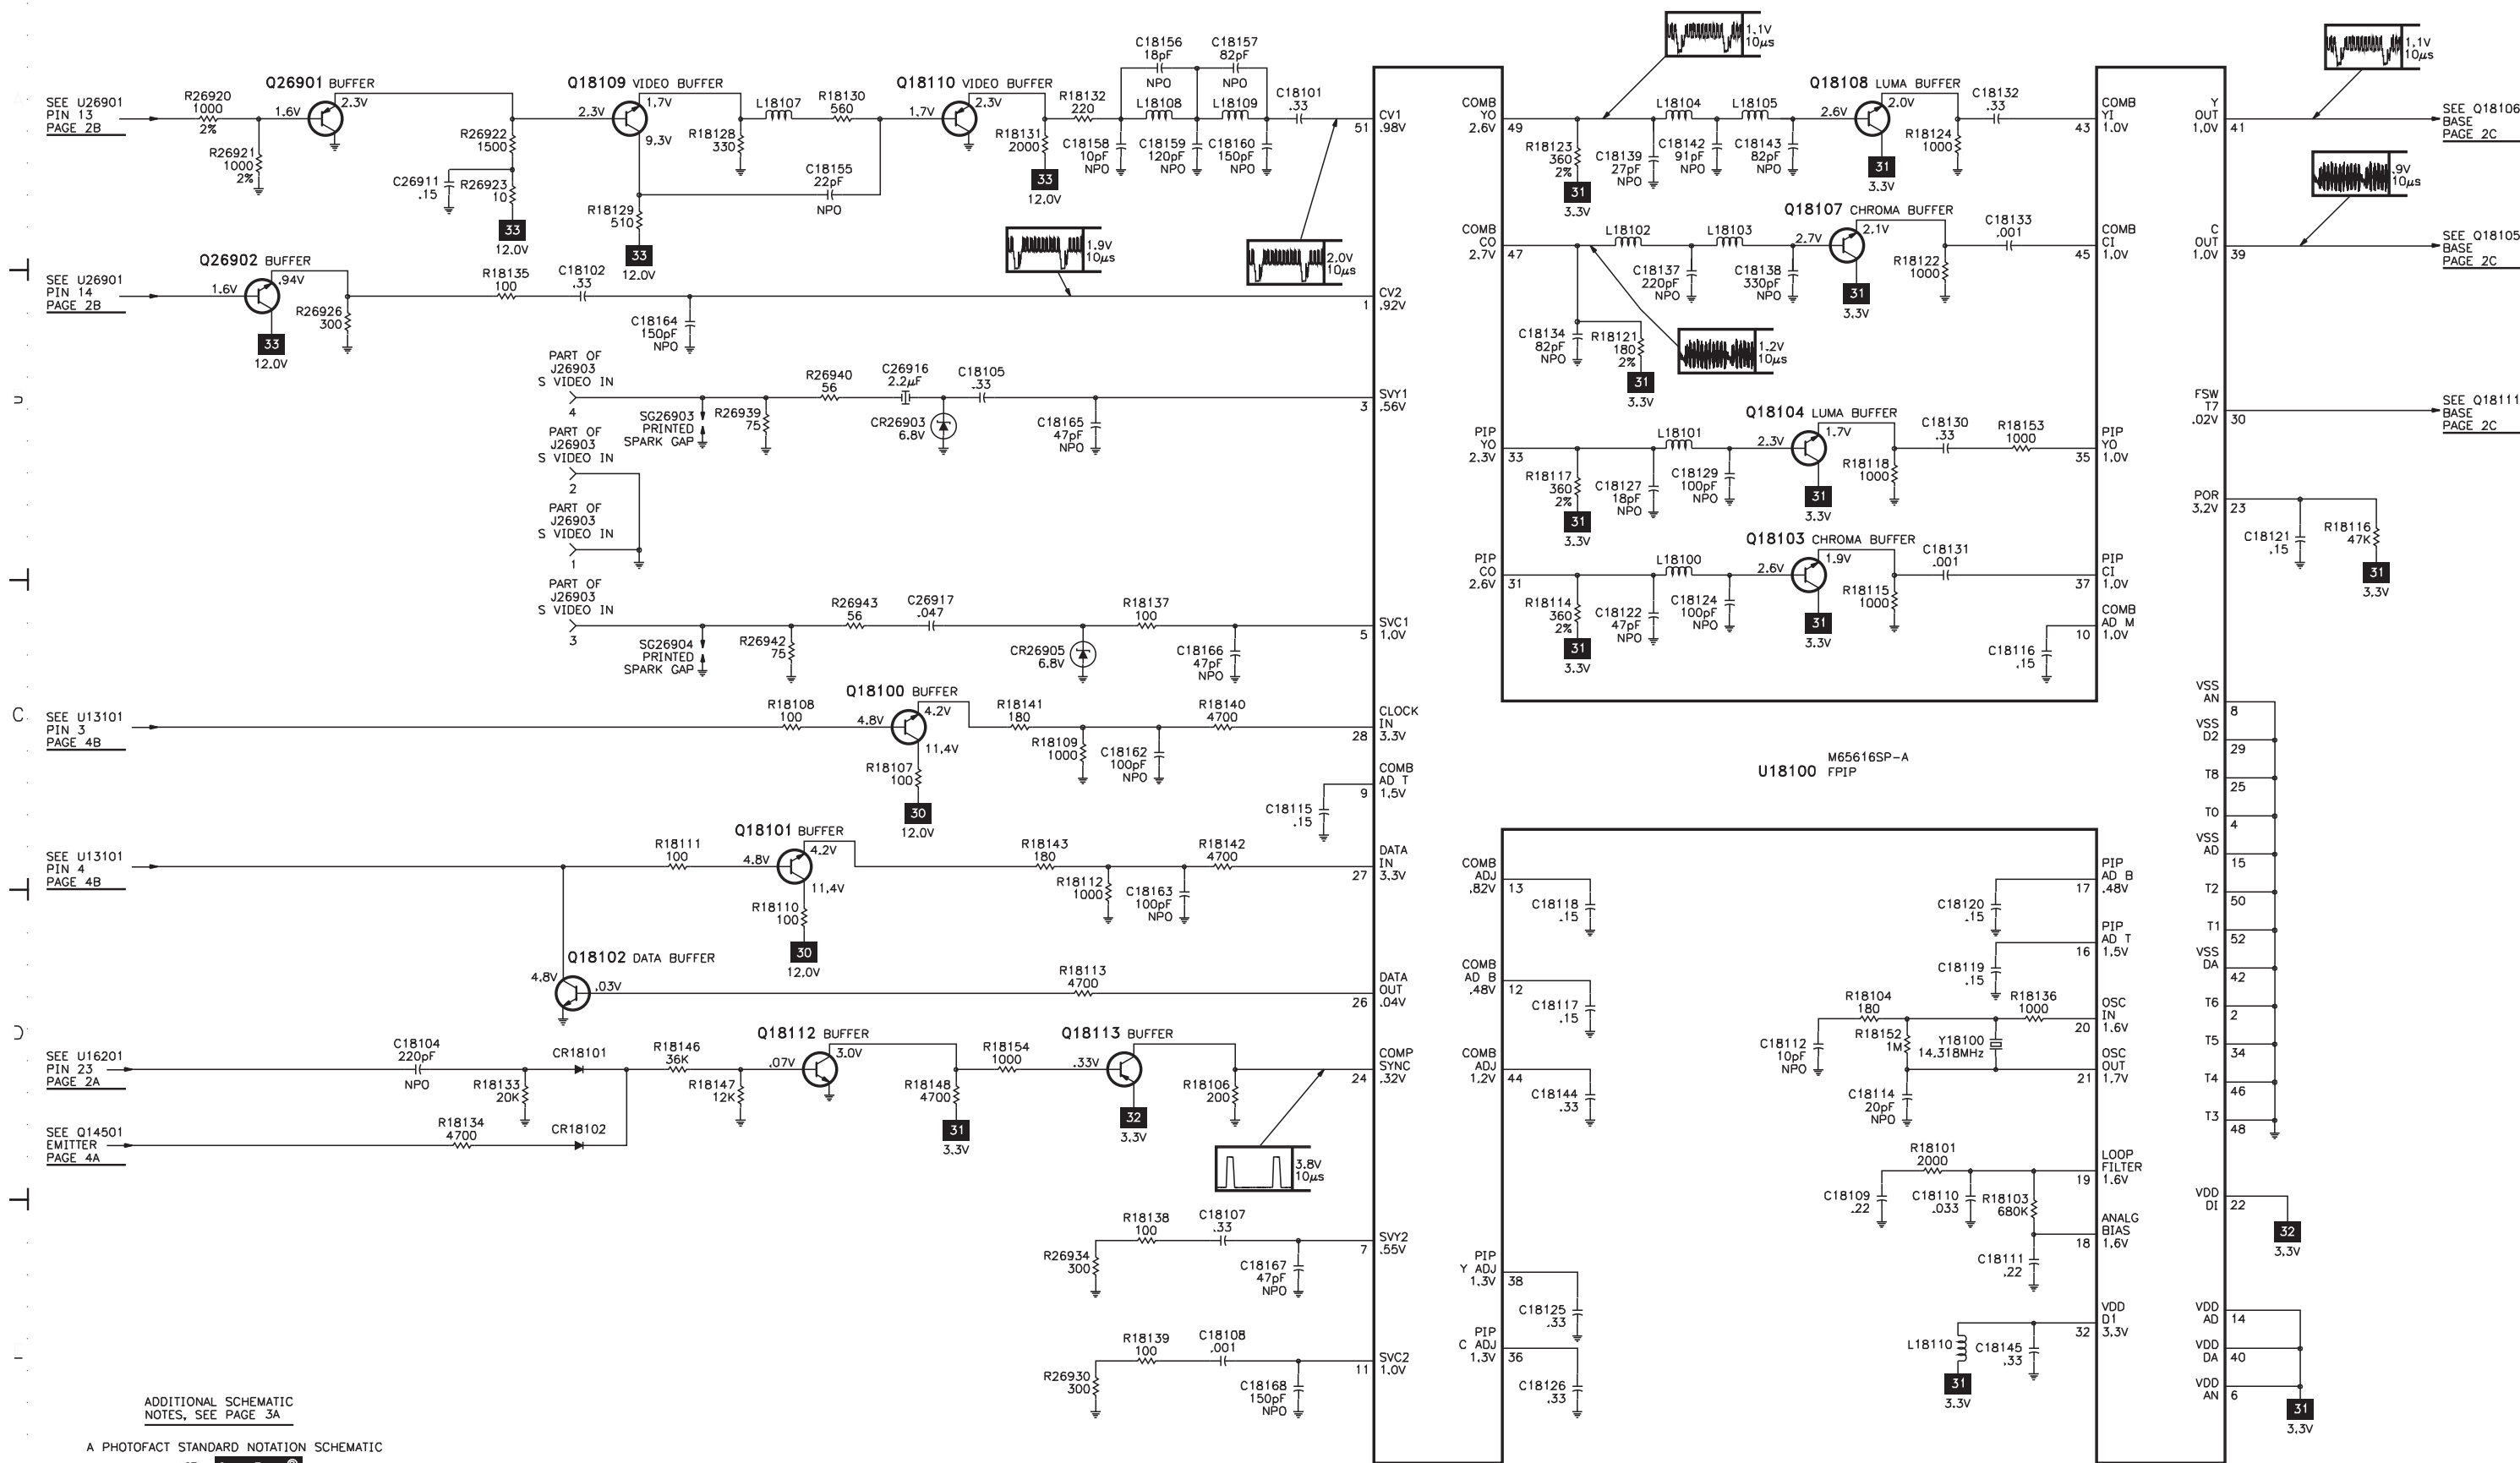 SEE U26901
PIN 13
PAGE 2B
R26920
1000
2%
R26921
1000
2%
Q26901 BUFFER
1.6V
2.3V
R26922
1500
C26911
.15
R26923
10
33
12.0V
Q18109 VIDEO BUFFER
2.3V
1.7V
9.3V
R18128
330
R18129
510
33
12.0V
L18107
R18130
560
C18155
22pF
NPO
Q18110 VIDEO BUFFER
1.7V
2.3V
R18131
2000
33
12.0V
R18132
220
C18156
18pF
NPO
C18157
82pF
NPO
L18108
L18109
C18158
10pF
NPO
C18159
120pF
NPO
C18160
150pF
NPO
C18101
.33
CV1
51 .98V
2.0V
10µs
SEE U26901
PIN 14
PAGE 2B
Q26902 BUFFER
1.6V
.94V
33
12.0V
R26926
300
R18135
100
C18102
.33
C18164
150pF
NPO
1.9V
10µs
CV2
1 .92V
PART OF
J26903
S VIDEO IN
4
SG26903
PRINTED
SPARK GAP
R26939
75
R26940
56
C26916
2.2µF
CR26903
6.8V
C18105
.33
C18165
47pF
NPO
SVY1
3 .56V
PART OF
J26903
S VIDEO IN
2
PART OF
J26903
S VIDEO IN
1
PART OF
J26903
S VIDEO IN
3
SG26904
PRINTED
SPARK GAP
R26942
75
R26943
56
C26917
.047
CR26905
6.8V
R18137
100
C18166
47pF
NPO
SVC1
5 1.0V
C
SEE U13101
PIN 3
PAGE 4B
R18108
100
Q18100 BUFFER
4.8V
4.2V
11.4V
R18107
100
30
12.0V
R18141
180
R18109
1000
C18162
100pF
NPO
R18140
4700
CLOCK
IN
28 3.3V
COMB
AD T
9 1.5V
C18115
.15
SEE U13101
PIN 4
PAGE 4B
R18111
100
Q18101 BUFFER
4.8V
4.2V
11.4V
R18110
100
30
12.0V
R18143
180
R18112
1000
C18163
100pF
NPO
R18142
4700
DATA
IN
27 3.3V
Q18102 DATA BUFFER
4.8V
.03V
R18113
4700
DATA
OUT
26 .04V
SEE U16201
PIN 23
PAGE 2A
C18104
220pF
NPO
R18133
20K
CR18101
R18146
36K
R18147
12K
Q18112 BUFFER
.07V
3.0V
R18148
4700
31
3.3V
R18154
1000
Q18113 BUFFER
.33V
32
3.3V
R18106
200
COMP
SYNC
24 .32V
3.8V
10µs
SEE Q14501
EMITTER
PAGE 4A
R18134
4700
CR18102
R26934
300
R18138
100
C18107
.33
C18167
47pF
NPO
SVY2
7 .55V
R26930
300
R18139
100
C18108
.001
C18168
150pF
NPO
SVC2
11 1.0V
ADDITIONAL SCHEMATIC
NOTES, SEE PAGE 3A
A PHOTOFACT STANDARD NOTATION SCHEMATIC
COMB
YO
2.6V 49
1.1V
10µs
R18123
360
2%
31
3.3V
C18139
27pF
NPO
L18104
C18142
91pF
NPO
L18105
C18143
82pF
NPO
Q18108 LUMA BUFFER
2.6V
2.0V
31
3.3V
R18124
1000
C18132
.33
COMB
YI
43 1.0V
COMB
CO
2.7V 47
C18134
82pF
NPO
R18121
180
2%
31
3.3V
1.2V
10µs
L18102
C18137
220pF
NPO
L18103
C18138
330pF
NPO
Q18107 CHROMA BUFFER
2.7V
2.1V
31
3.3V
R18122
1000
C18133
.001
COMB
CI
45 1.0V
PIP
YO
2.3V 33
R18117
360
2%
31
3.3V
C18127
18pF
NPO
L18101
C18129
100pF
NPO
Q18104 LUMA BUFFER
2.3V
1.7V
31
3.3V
R18118
1000
C18130
.33
R18153
1000
PIP
YO
35 1.0V
PIP
CO
2.6V 31
R18114
360
2%
31
3.3V
C18122
47pF
NPO
L18100
C18124
100pF
NPO
Q18103 CHROMA BUFFER
2.6V
1.9V
31
3.3V
R18115
1000
C18131
.001
PIP
CI
37 1.0V
COMB
AD M
10 1.0V
C18116
.15
U18100 M65616SP-A
FPIP
COMB
ADJ
.82V 13
C18118
.15
COMB
AD B
.48V 12
C18117
.15
COMB
ADJ
1.2V 44
C18144
.33
PIP
Y ADJ
1.3V 38
C18125
.33
PIP
C ADJ
1.3V 36
C18126
.33
PIP
AD B
17 .48V
C18120
.15
PIP
AD T
16 1.5V
C18119
.15
OSC
IN
20 1.6V
R18104
180
R18136
1000
C18112
10pF
NPO
R18152
1M
Y18100
14.318MHz
C18114
20pF
NPO
OSC
OUT
21 1.7V
LOOP
FILTER
19 1.6V
R18101
2000
C18109
.22
C18110
.033
R18103
680K
ANALG
BIAS
18 1.6V
C18111
.22
VDD
D1
32 3.3V
L18110
C18145
.33
31
3.3V
Y
OUT
1.0V 41
1.1V
10µs
SEE Q18106
BASE
PAGE 2C
C
OUT
1.0V 39
.9V
10µs
SEE Q18105
BASE
PAGE 2C
FSW
T7
.02V 30
SEE Q18111
BASE
PAGE 2C
POR
3.2V 23
C18121
.15
R18116
47K
31
3.3V
VSS
AN
8
VSS
D2
29
T8
25
T0
4
VSS
AD
15
T2
50
T1
52
VSS
DA
42
T6
2
T5
34
T4
46
T3
48
VDD
DI 22
32
3.3V
VDD
AD 14
VDD
DA 40
VDD
AN 6
31
3.3V